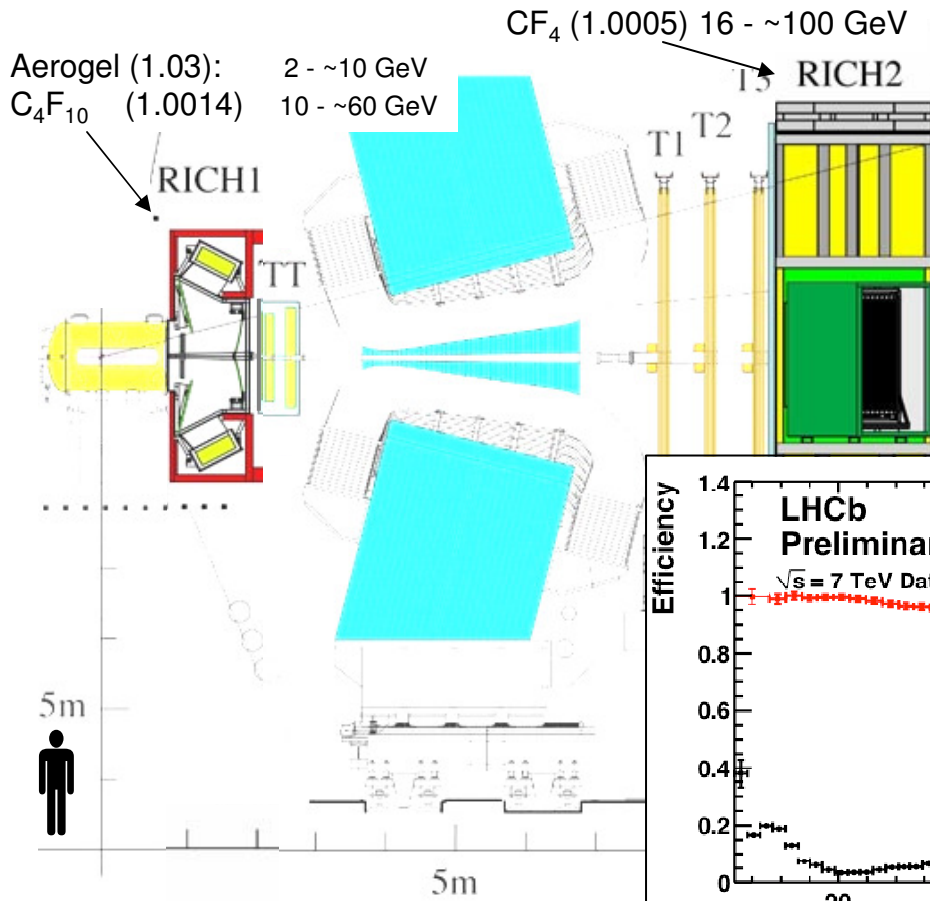 CF₄ (1.0005) 16 - ~100 GeV
Aerogel (1.03): 2 - ~10 GeV
C₄F₁₀ (1.0014) 10 - ~60 GeV
RICH2
T1
T2
RICH1
TT
5m
5m
Efficiency
1.4
1.2
1
0.8
0.6
0.4
0.2
0
LHCb
√s = 7 TeV